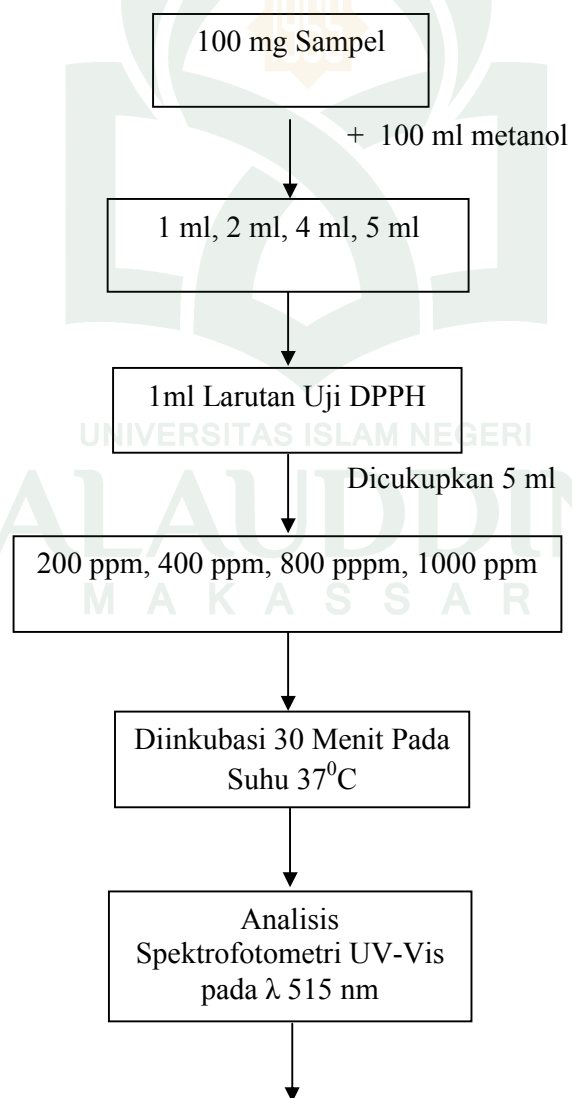 100 mg Sampel
+ 100 ml metanol
1 ml, 2 ml, 4 ml, 5 ml
1ml Larutan Uji DPPH
UNIVERSITAS ISLAM NEGERI
Dicukupkan 5 ml
ALAUDDIN
200 ppm, 400 ppm, 800 pppm, 1000 ppm
MAKASSAR
Diinkubasi 30 Menit Pada
Suhu 37⁰C
Analisis
Spektrofotometri UV-Vis
pada λ 515 nm